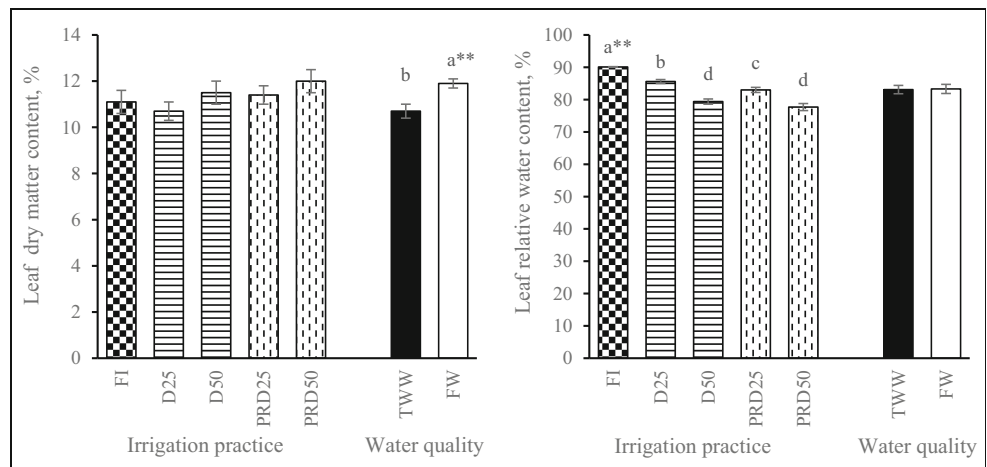 Leaf dry matter content, %
14
12
10
8
6
4
2
0
b
a**
FI
D25
D50
PRD25
PRD50
TWW
FW
Irrigation practice
Water quality
Leaf relative water content, %
100
90
80
70
60
50
40
30
20
10
0
a**
b
d
c
d
FI
D25
D50
PRD25
PRD50
TWW
FW
Irrigation practice
Water quality